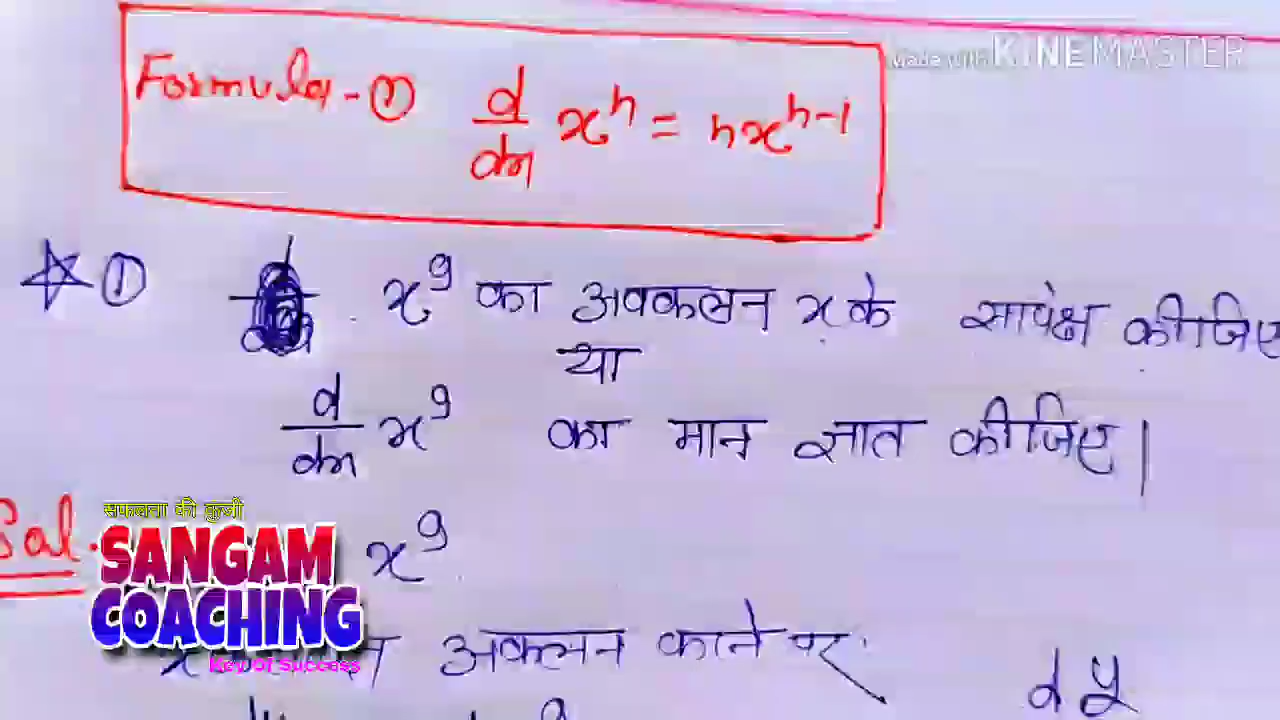 Made with KINEMASTER
Formula - ① d/dx xⁿ = nxⁿ⁻¹
① x⁹ का अवकलन x के सापेक्ष कीजिए
या
d/dx x⁹ का मान ज्ञात कीजिए।
Sol.
सफलता की कुंजी
SANGAM
COACHING
Key Of Success
x⁹
अवकलन करने पर
dy